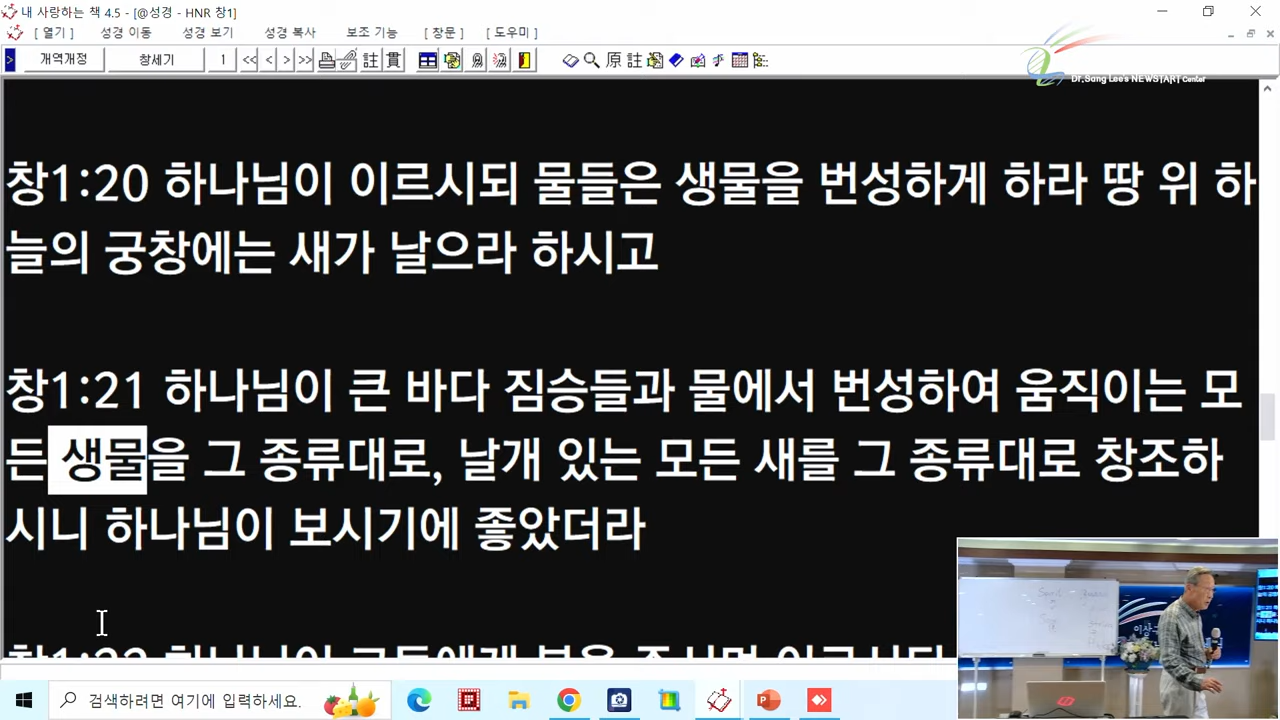 내 사랑하는 책 4.5 - [@성경 - HNR 창1]
[ 열기 ] 성경 이동 성경 보기 성경 복사 보조 기능 [ 창문 ] [ 도우미 ]
> 개역개정 창세기 1 << < > >> 註 貫 原 註
Dr.Sang Lee's NEWSTART Center
창1:20 하나님이 이르시되 물들은 생물을 번성하게 하라 땅 위 하
늘의 궁창에는 새가 날으라 하시고
창1:21 하나님이 큰 바다 짐승들과 물에서 번성하여 움직이는 모
든 생물을 그 종류대로, 날개 있는 모든 새를 그 종류대로 창조하
시니 하나님이 보시기에 좋았더라
검색하려면 여기에 입력하세요.